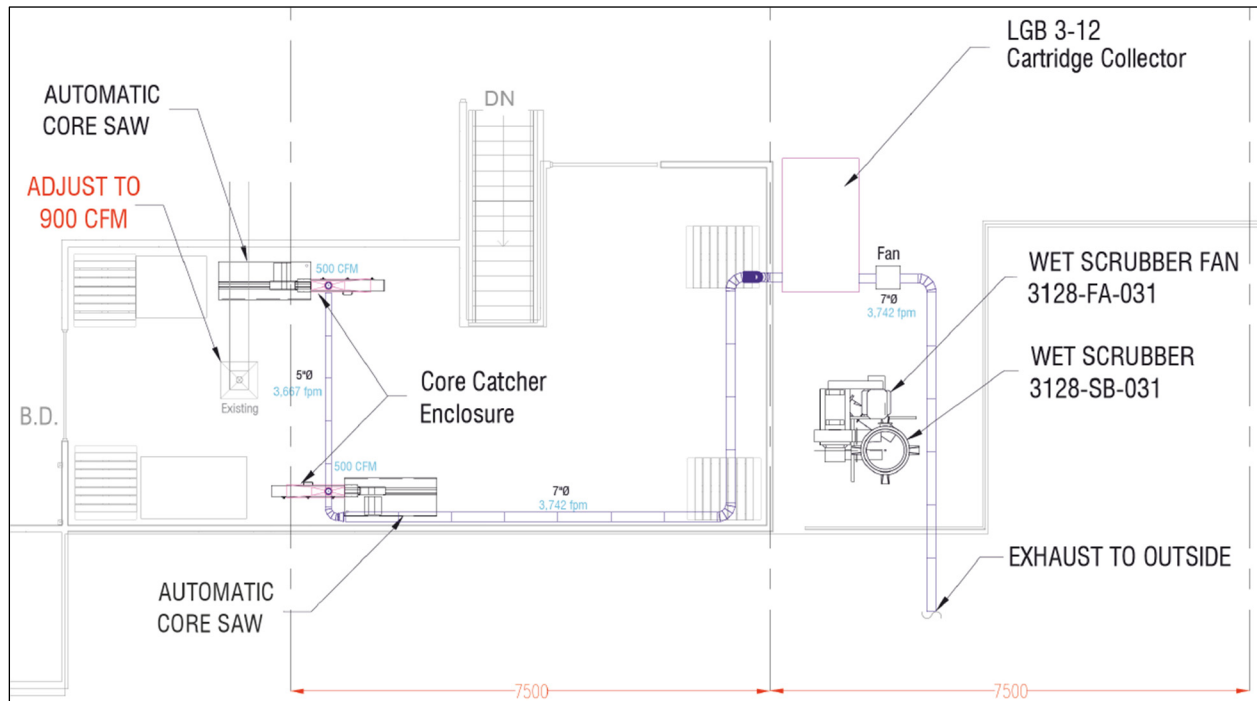 LGB 3-12
Cartridge Collector
AUTOMATIC
CORE SAW
DN
ADJUST TO
900 CFM
500 CFM
Fan
7"Ø
3,742 fpm
WET SCRUBBER FAN
3128-FA-031
WET SCRUBBER
3128-SB-031
5"Ø
3,667 fpm
Existing
Core Catcher
Enclosure
B.D.
500 CFM
7"Ø
3,742 fpm
EXHAUST TO OUTSIDE
AUTOMATIC
CORE SAW
7500
7500